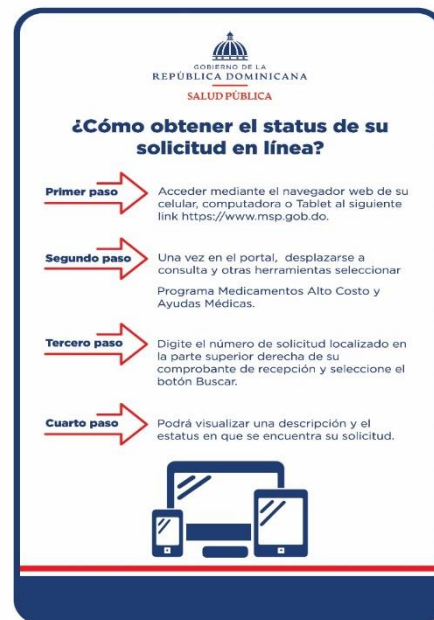 GOBIERNO DE LA
REPÚBLICA DOMINICANA
SALUD PÚBLICA
¿Cómo obtener el status de su
solicitud en línea?
Primer paso
Acceder mediante el navegador web de su
celular, computadora o Tablet al siguiente
link https://www.msp.gob.do.
Segundo paso
Una vez en el portal, desplazarse a
consulta y otras herramientas seleccionar
Programa Medicamentos Alto Costo y
Ayudas Médicas.
Tercero paso
Digite el número de solicitud localizado en
la parte superior derecha de su
comprobante de recepción y seleccione el
botón Buscar.
Cuarto paso
Podrá visualizar una descripción y el
estatus en que se encuentra su solicitud.